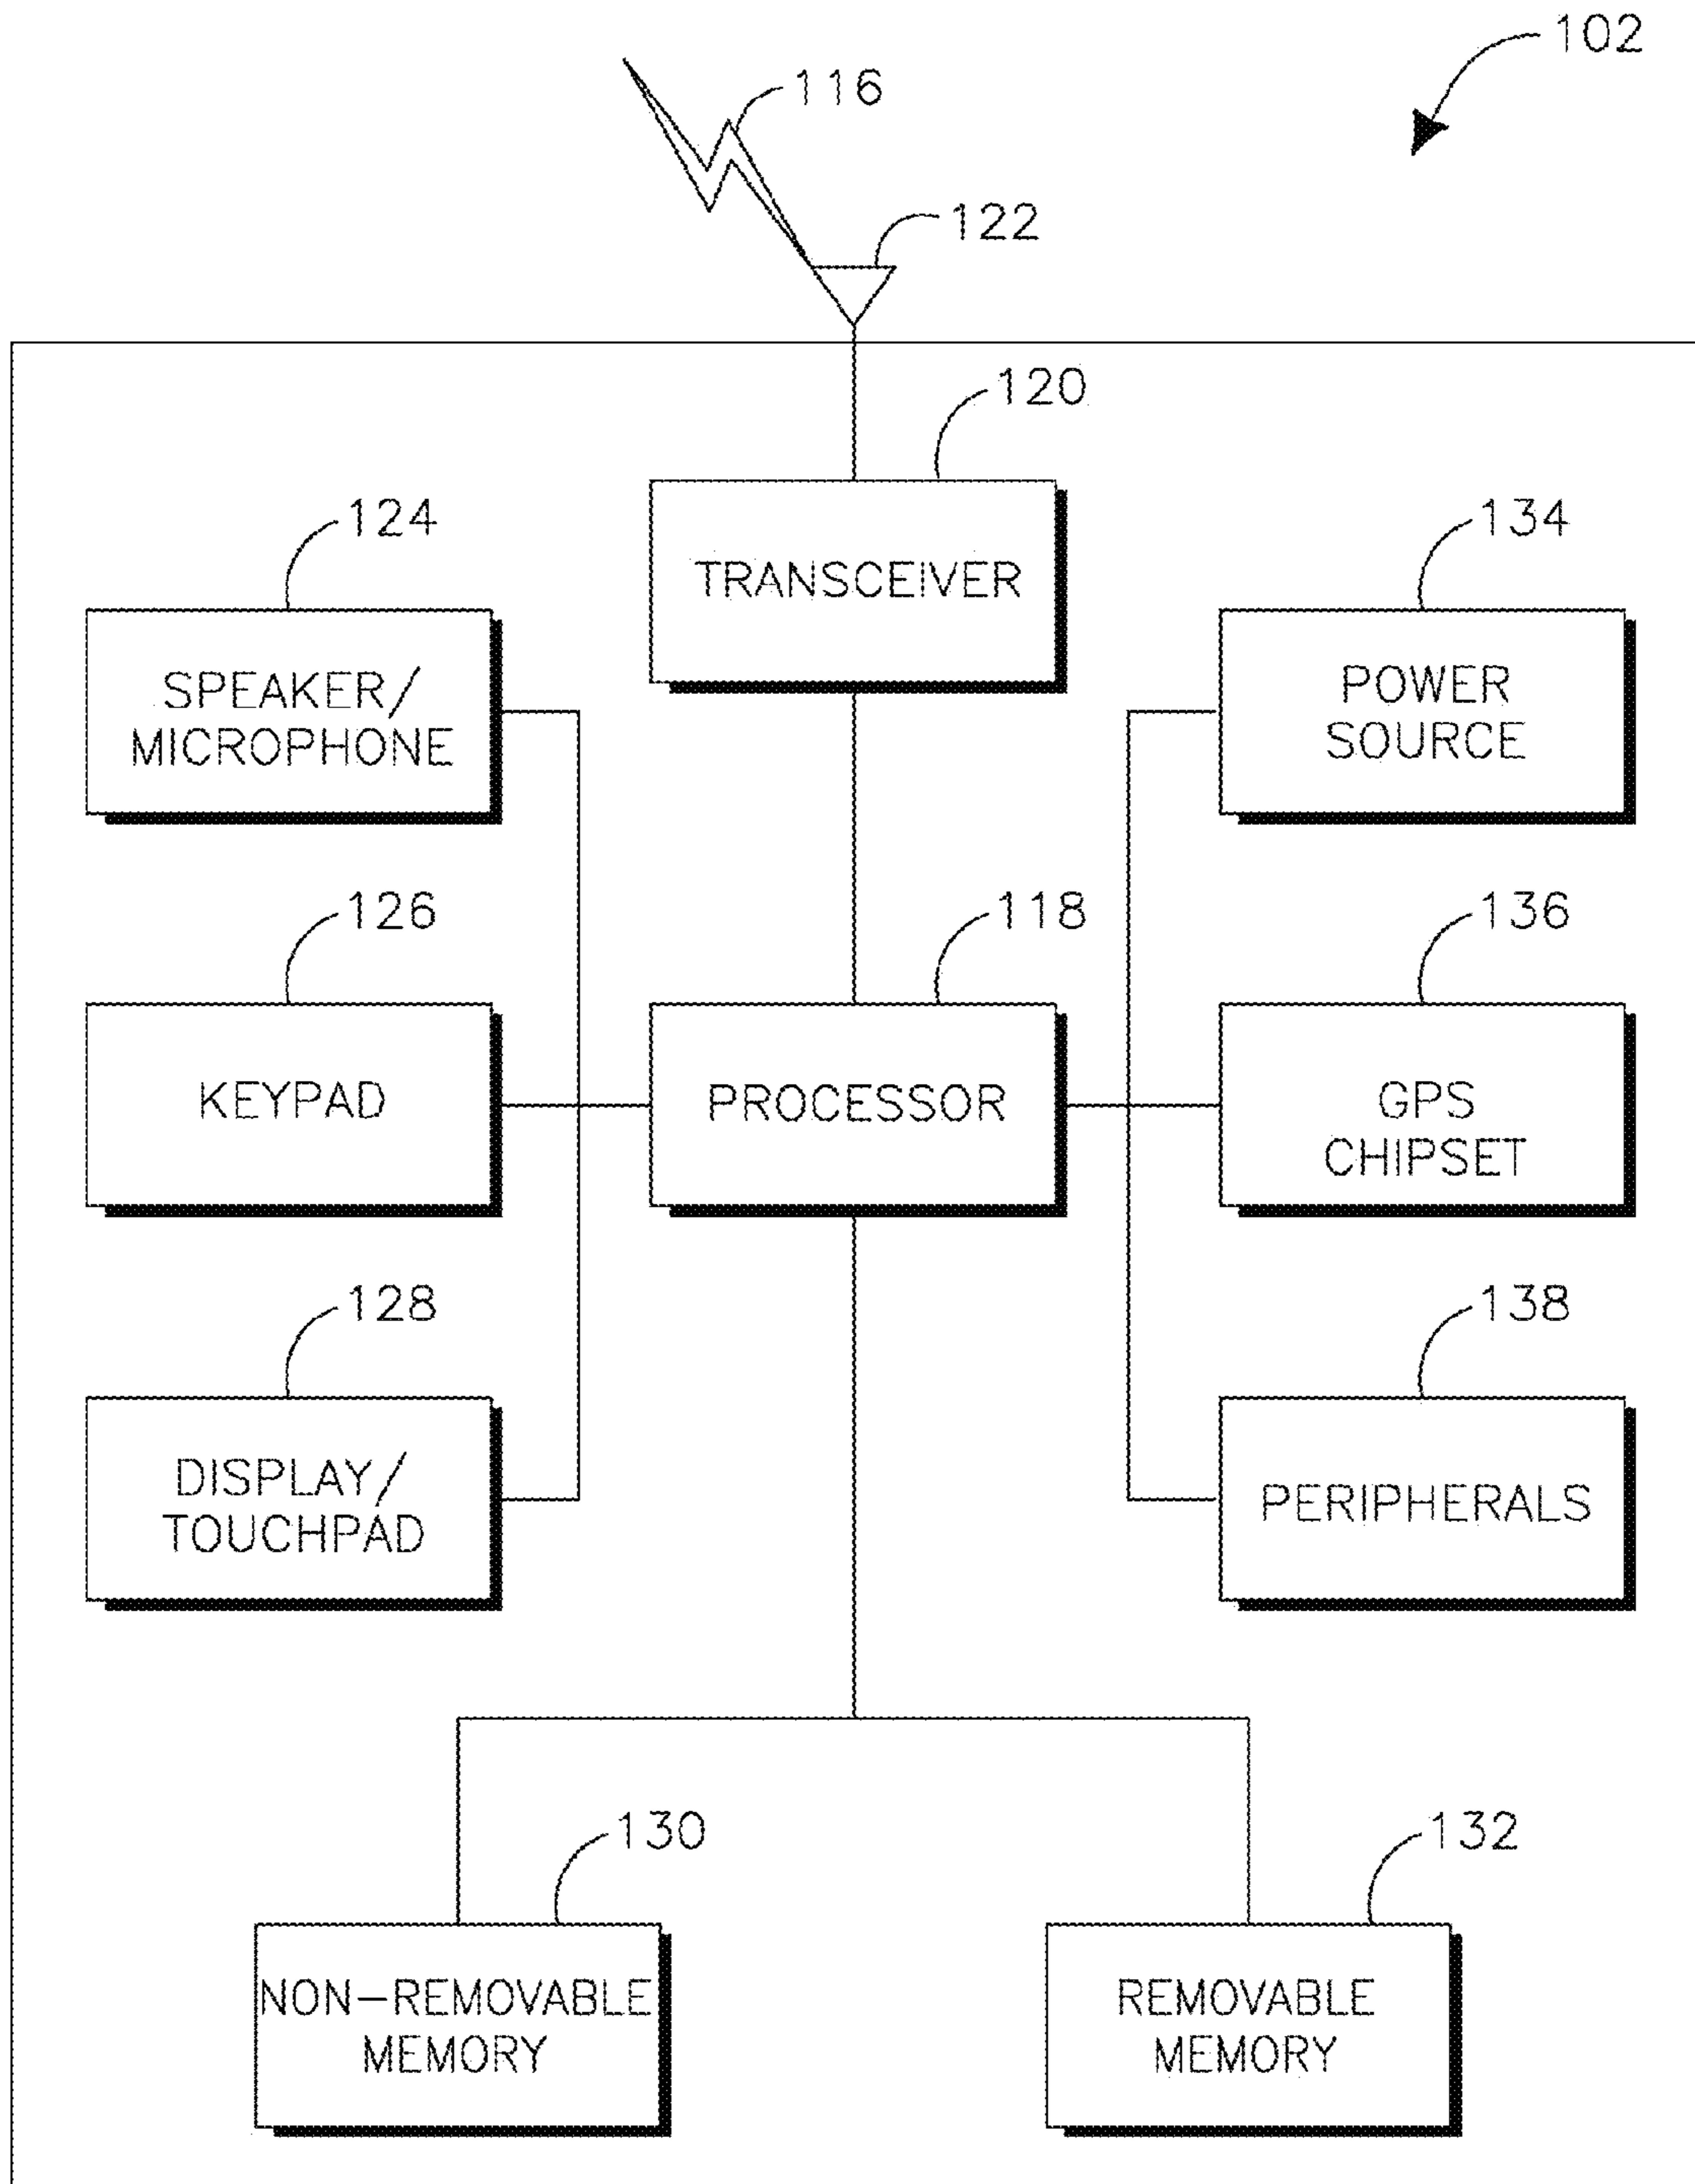 102
116
122
120
TRANSCEIVER
124
SPEAKER/
MICROPHONE
134
POWER
SOURCE
126
KEYPAD
118
PROCESSOR
136
GPS
CHIPSET
128
DISPLAY/
TOUCHPAD
138
PERIPHERALS
130
NON-REMOVABLE
MEMORY
132
REMOVABLE
MEMORY